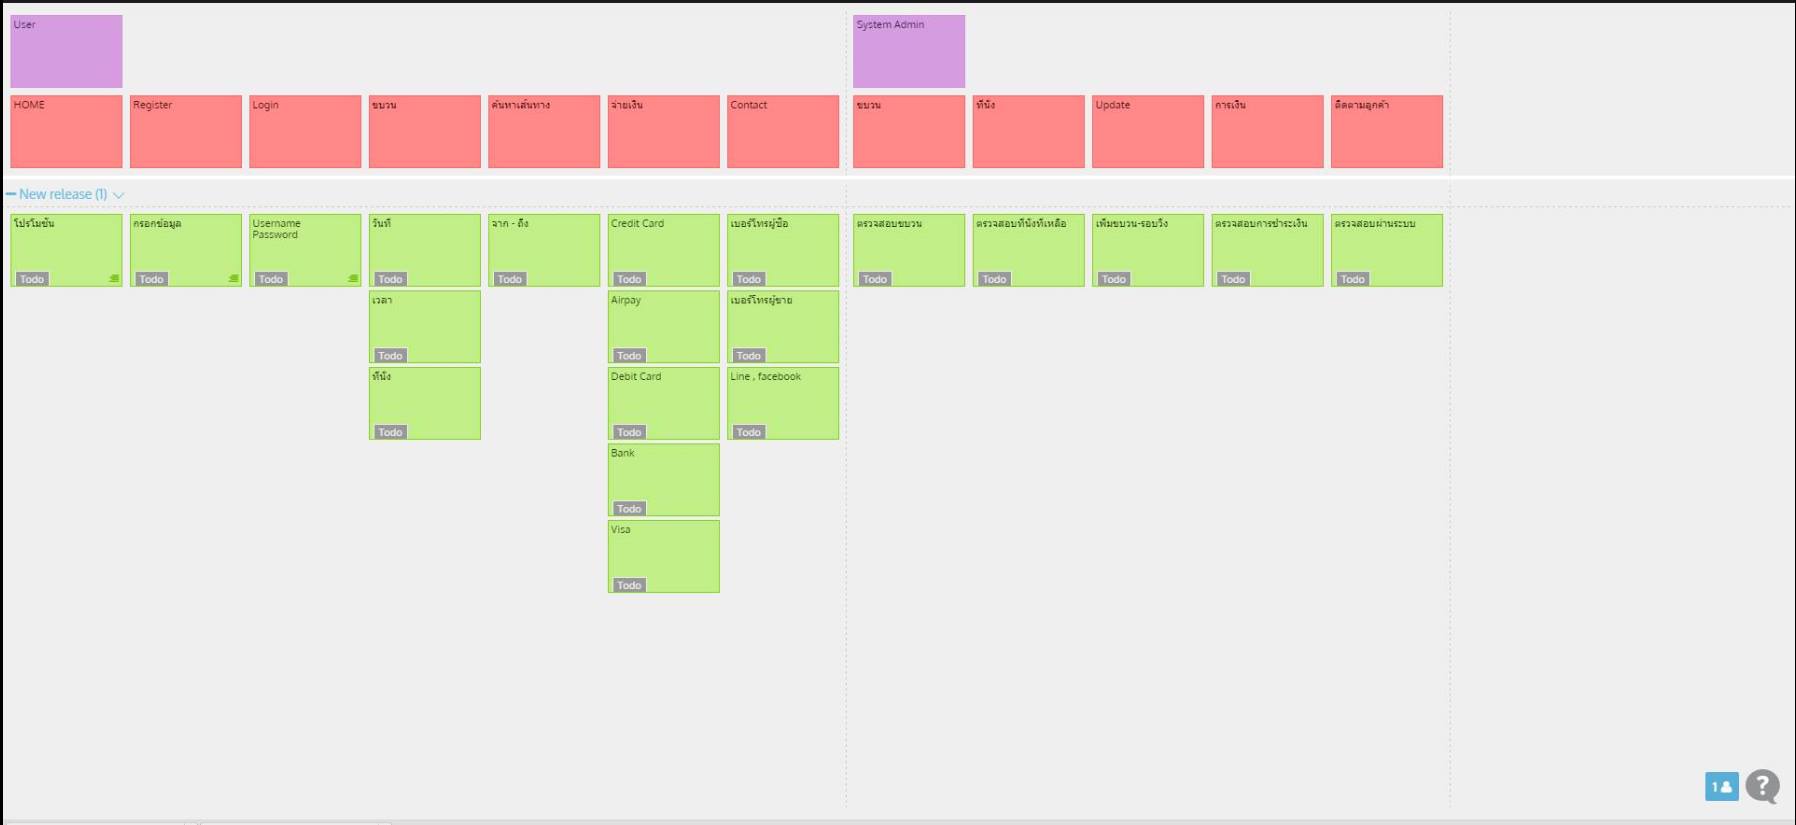 User
System Admin
HOME
Register
Login
ขบวน
ค้นหาเส้นทาง
จ่ายเงิน
Contact
ขบวน
ที่นั่ง
Update
การเงิน
ติดตามลูกค้า
New release (1)
โปรโมชั่น
Todo
กรอกข้อมูล
Todo
Username
Password
Todo
วันที่
Todo
จาก - ถึง
Todo
Credit Card
Todo
เบอร์โทรผู้ซื้อ
Todo
ตรวจสอบขบวน
Todo
ตรวจสอบที่นั่งที่เหลือ
Todo
เพิ่มขบวน-รอบวิ่ง
Todo
ตรวจสอบการชำระเงิน
Todo
ตรวจสอบผ่านระบบ
Todo
เวลา
Todo
Airpay
Todo
เบอร์โทรผู้ขาย
Todo
ที่นั่ง
Todo
Debit Card
Todo
Line , facebook
Todo
Bank
Todo
Visa
Todo
1
?